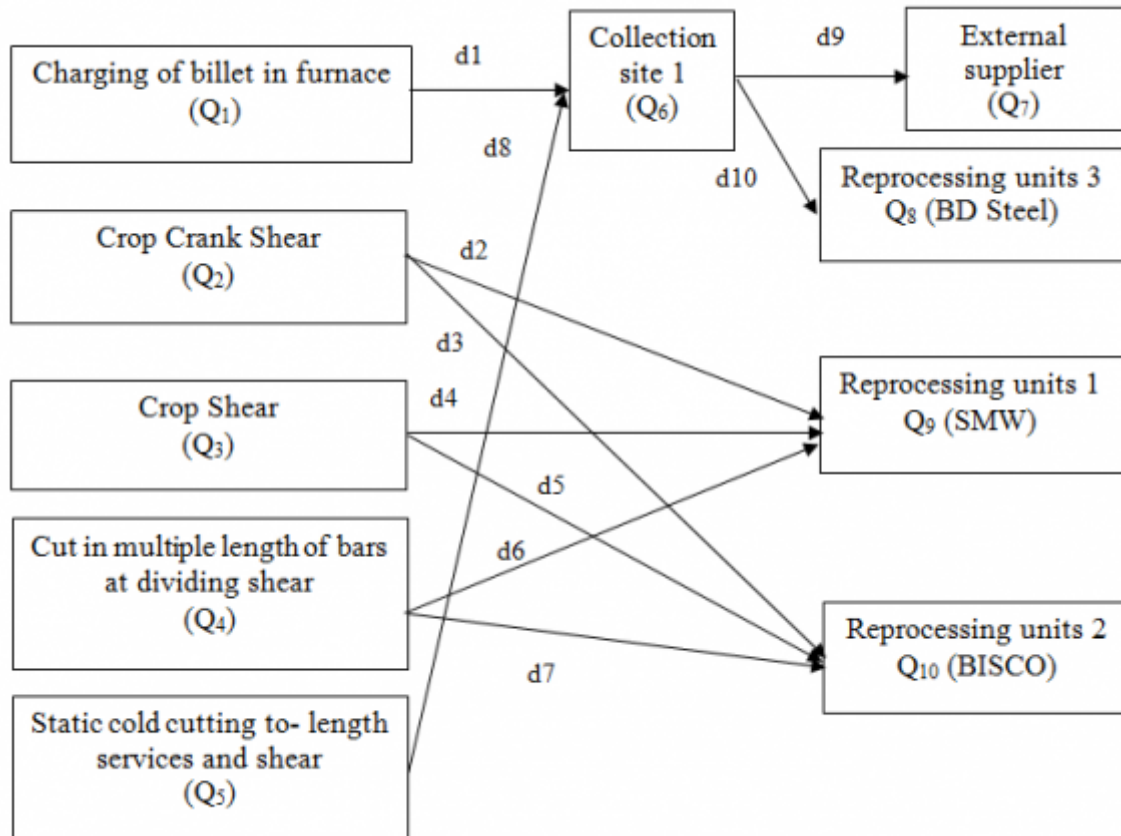 Charging of billet in furnace
(Q₁)
d1
Collection
site 1
(Q₆)
d9
External
supplier
(Q₇)
d8
d10
Reprocessing units 3
Q₈ (BD Steel)
Crop Crank Shear
(Q₂)
d2
d3
Crop Shear
(Q₃)
d4
Reprocessing units 1
Q₉ (SMW)
d5
Cut in multiple length of bars
at dividing shear
(Q₄)
d6
d7
Reprocessing units 2
Q₁₀ (BISCO)
Static cold cutting to- length
services and shear
(Q₅)